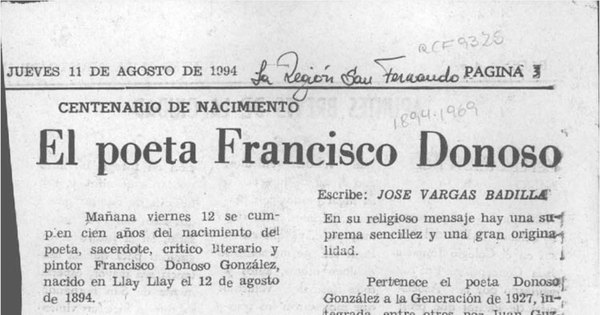 RCF9325
JUEVES 11 DE AGOSTO DE 1994 La Región San Fernando PAGINA 3
CENTENARIO DE NACIMIENTO
1894-1969
El poeta Francisco Donoso
Escribe: JOSE VARGAS BADILLA
Mañana viernes 12 se cum-
plen cien años del nacimiento del
poeta, sacerdote, critico literario y
pintor Francisco Donoso González,
nacido en Llay Llay el 12 de agosto
de 1894.
En su religioso mensaje hay una su-
prema sencillez y una gran origina-
lidad.
Pertenece el poeta Donoso
González a la Generación de 1927, in-
tegrada, entre otros por Juan Guz-